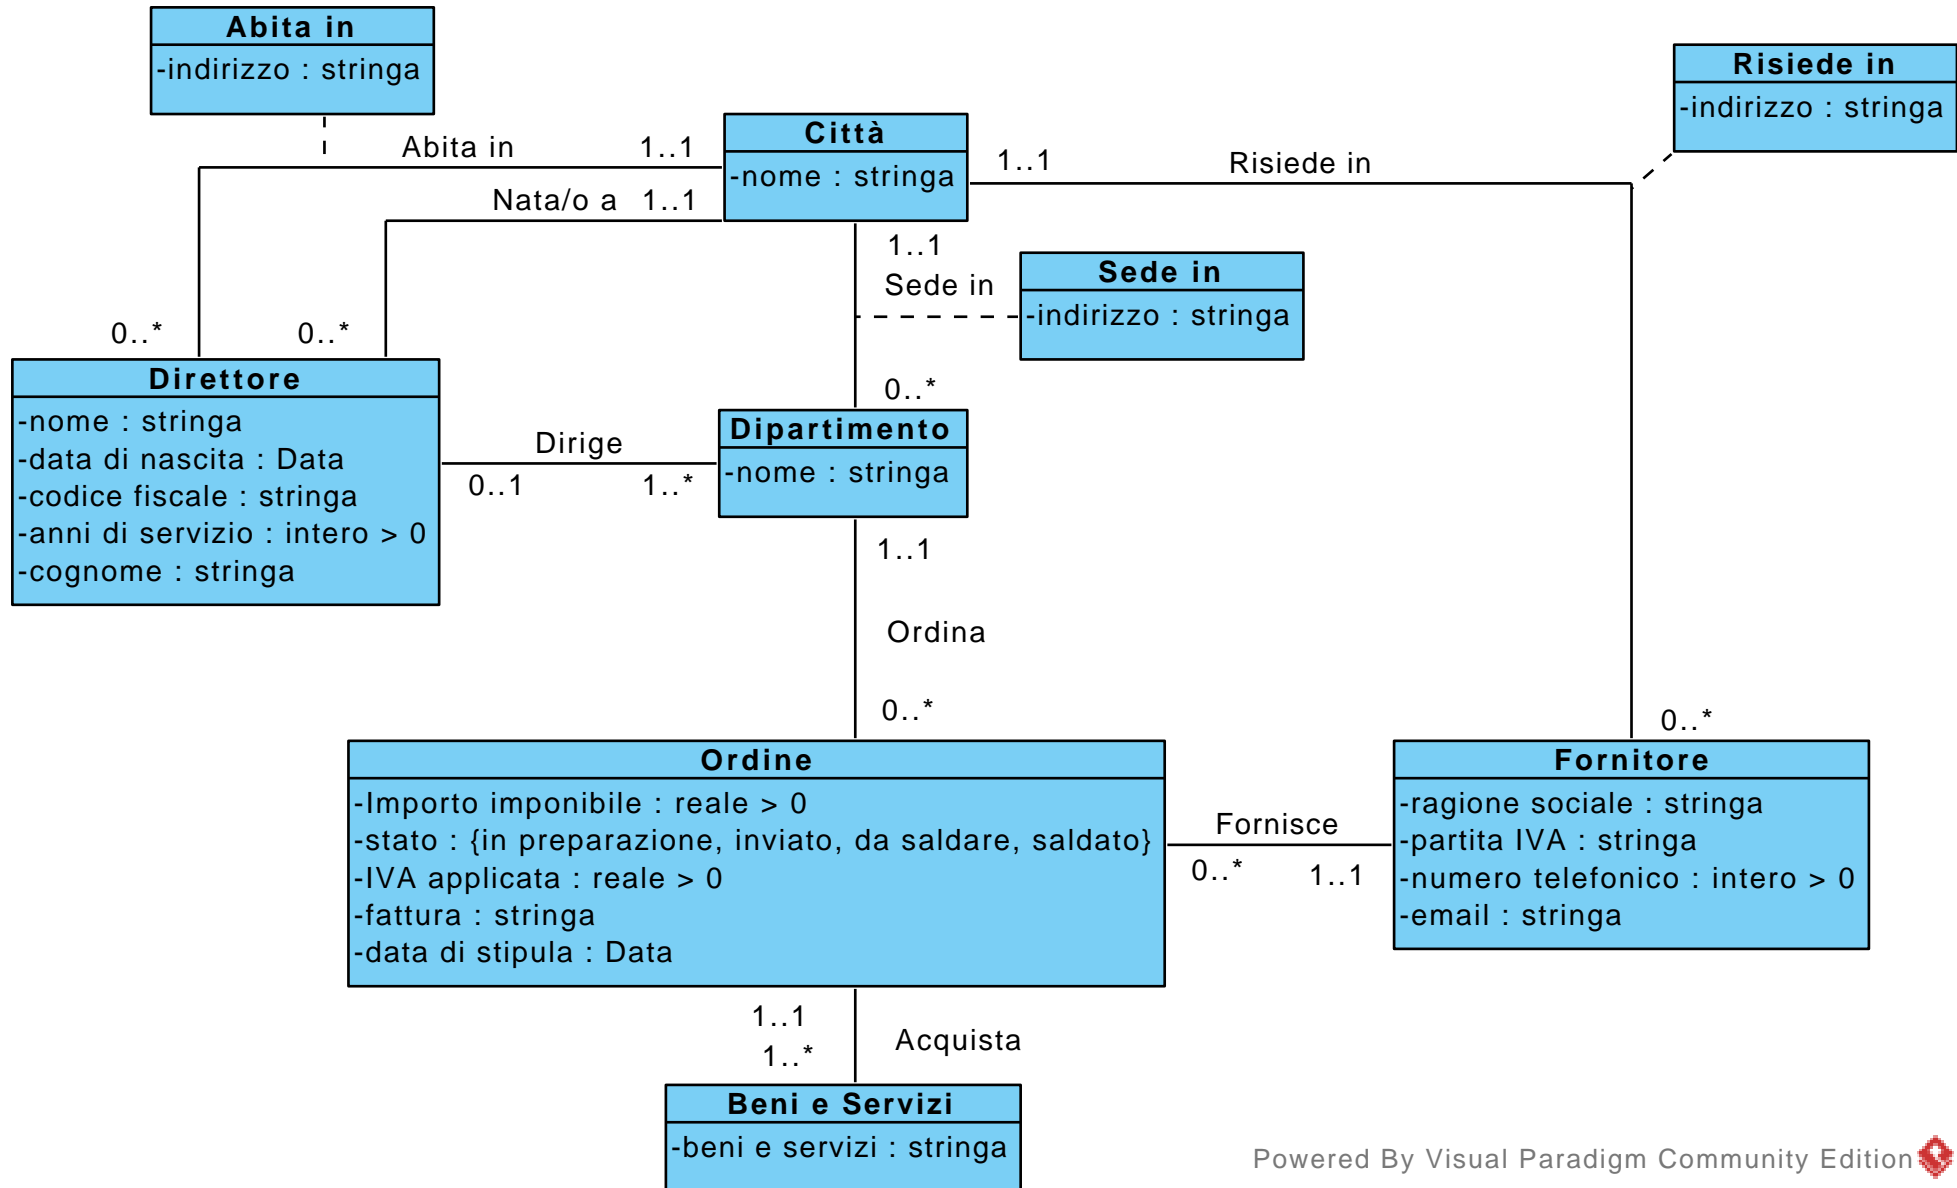 Abita in
-indirizzo : stringa
Risiede in
-indirizzo : stringa
Città
-nome : stringa
Abita in
1..1
1..1
Risiede in
Nata/o a
1..1
1..1
Sede in
Sede in
-indirizzo : stringa
0..*
0..*
0..*
Direttore
-nome : stringa
-data di nascita : Data
-codice fiscale : stringa
-anni di servizio : intero > 0
-cognome : stringa
Dirige
0..1
1..*
Dipartimento
-nome : stringa
1..1
Ordina
0..*
0..*
Ordine
-Importo imponibile : reale > 0
-stato : {in preparazione, inviato, da saldare, saldato}
-IVA applicata : reale > 0
-fattura : stringa
-data di stipula : Data
Fornisce
0..*
1..1
Fornitore
-ragione sociale : stringa
-partita IVA : stringa
-numero telefonico : intero > 0
-email : stringa
1..1
Acquista
1..*
Beni e Servizi
-beni e servizi : stringa
Powered By Visual Paradigm Community Edition